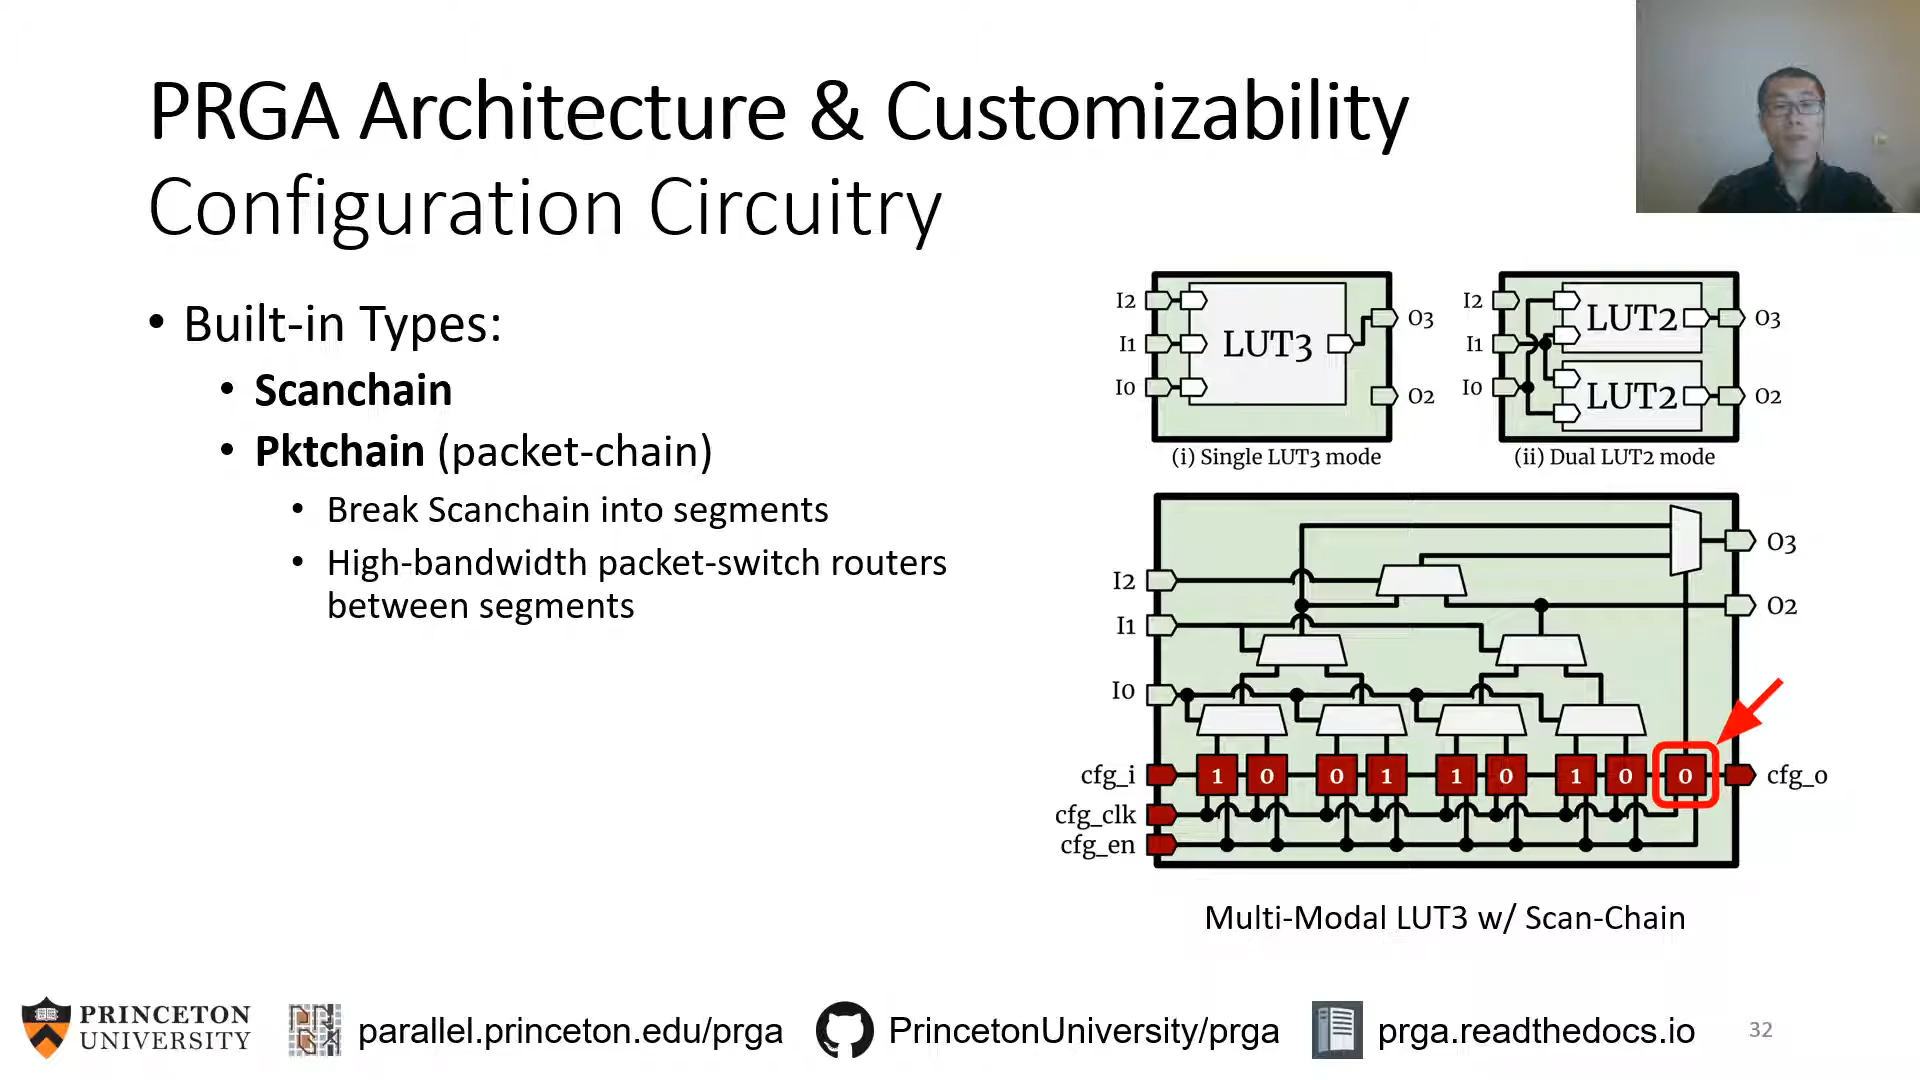 PRGA Architecture & Customizability
Configuration Circuitry
• Built-in Types:
• Scanchain
• Pktchain (packet-chain)
• Break Scanchain into segments
• High-bandwidth packet-switch routers
between segments
I2
I1
I0
LUT3
O3
O2
(i) Single LUT3 mode
I2
I1
I0
LUT2
LUT2
O3
O2
(ii) Dual LUT2 mode
I2
I1
I0
O3
O2
cfg_i
1 0 0 1 1 0 1 0 0
cfg_o
cfg_clk
cfg_en
Multi-Modal LUT3 w/ Scan-Chain
PRINCETON
UNIVERSITY
PRGA
parallel.princeton.edu/prga
PrincetonUniversity/prga
prga.readthedocs.io
32